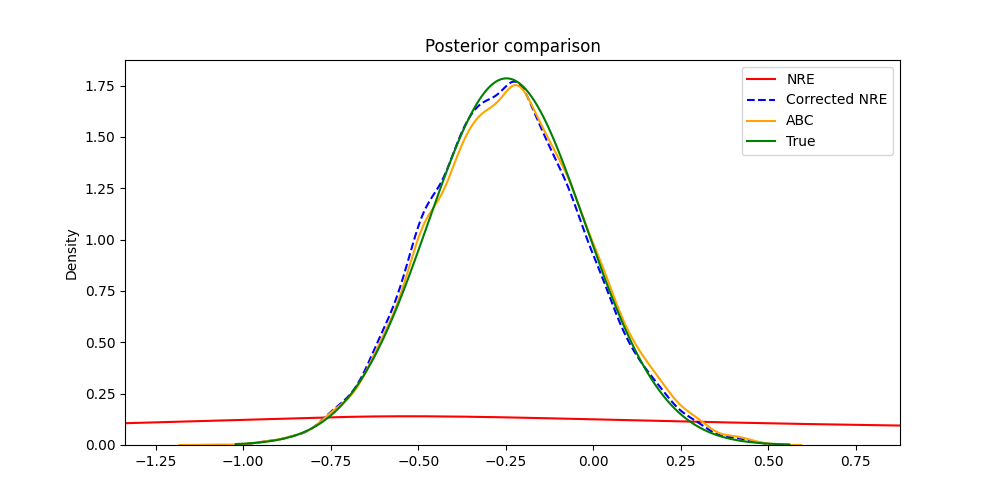 Posterior comparison
NRE
Corrected NRE
ABC
True
Density
1.75
1.50
1.25
1.00
0.75
0.50
0.25
0.00
−1.25 −1.00 −0.75 −0.50 −0.25 0.00 0.25 0.50 0.75